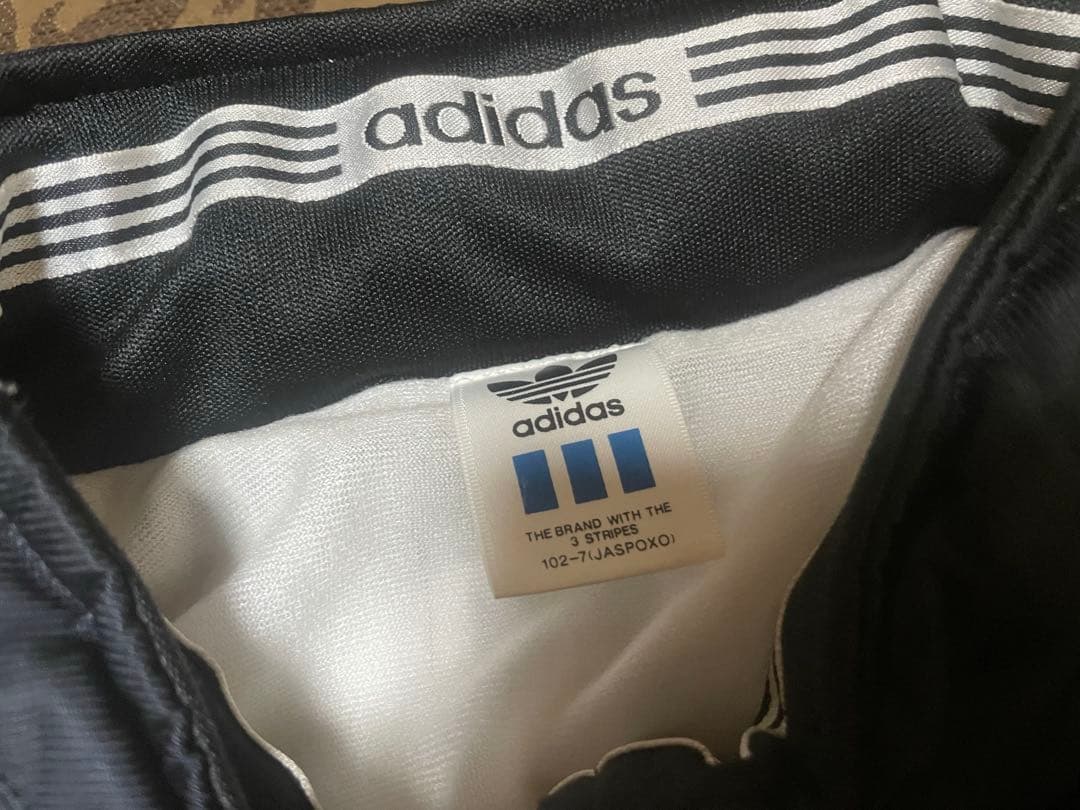 adidas
adidas
THE BRAND WITH THE
3 STRIPES
102-7(JASPOXO)